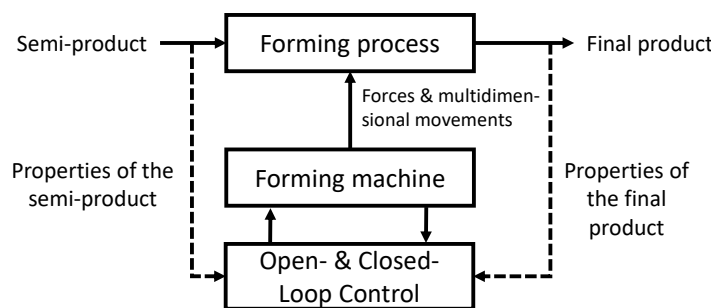 Semi-product
Forming process
Final product
Forces & multidimen-
sional movements
Properties of the
semi-product
Forming machine
Properties of
the final
product
Open- & Closed-
Loop Control